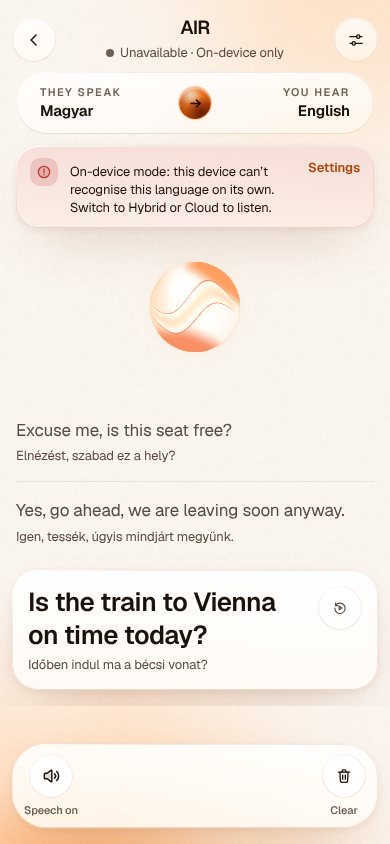 AIR
Unavailable · On-device only
THEY SPEAK
Magyar
YOU HEAR
English
On-device mode: this device can't
recognise this language on its own.
Switch to Hybrid or Cloud to listen.
Settings
Excuse me, is this seat free?
Elnézést, szabad ez a hely?
Yes, go ahead, we are leaving soon anyway.
Igen, tessék, úgyis mindjárt megyünk.
Is the train to Vienna
on time today?
Időben indul ma a bécsi vonat?
Speech on
Clear